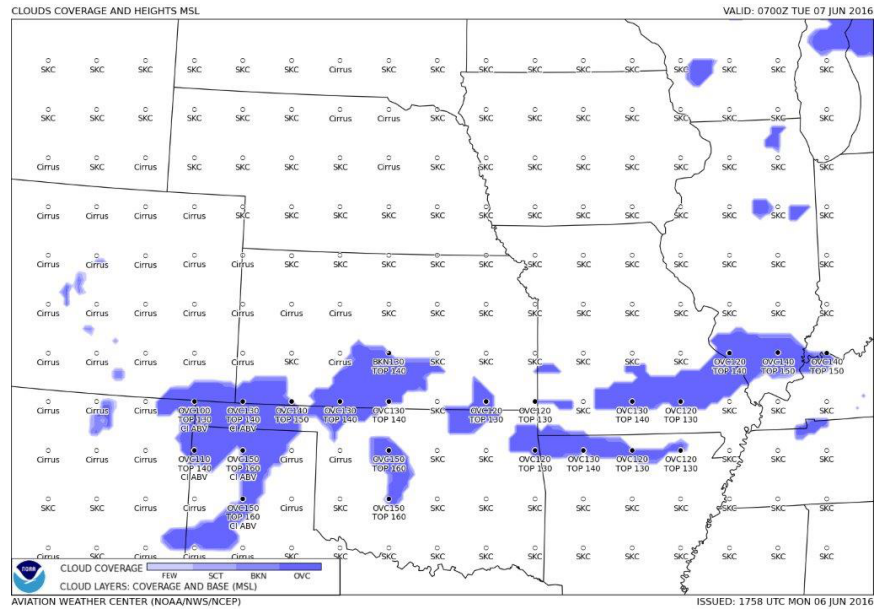 CLOUDS COVERAGE AND HEIGHTS MSL VALID: 0700Z TUE 07 JUN 2016
SKC SKC SKC SKC SKC SKC Cirrus SKC SKC SKC SKC SKC SKC SKC SKC SKC SKC
SKC SKC SKC SKC SKC SKC Cirrus Cirrus SKC SKC SKC SKC SKC SKC SKC SKC SKC
Cirrus SKC Cirrus SKC SKC SKC SKC Cirrus SKC SKC SKC SKC SKC SKC SKC SKC SKC
Cirrus Cirrus Cirrus Cirrus SKC SKC SKC SKC SKC SKC SKC SKC SKC SKC SKC SKC SKC
Cirrus Cirrus Cirrus Cirrus Cirrus SKC SKC SKC SKC SKC SKC SKC SKC SKC SKC SKC SKC
Cirrus Cirrus Cirrus Cirrus Cirrus SKC SKC SKC SKC SKC SKC SKC SKC SKC SKC SKC SKC
Cirrus Cirrus Cirrus Cirrus Cirrus SKC Cirrus BKN130 SKC SKC SKC SKC SKC SKC OVC120 OVC140 OVC140
TOP 140 TOP 140 TOP 150 TOP 150
Cirrus Cirrus Cirrus OVC100 OVC130 OVC140 OVC130 OVC130 SKC OVC120 OVC120 SKC OVC130 OVC120 SKC SKC SKC
TOP 130 TOP 140 TOP 150 TOP 140 TOP 140 TOP 130 TOP 130 TOP 140 TOP 130
CI ABV CI ABV
Cirrus Cirrus Cirrus OVC110 OVC150 Cirrus Cirrus OVC150 SKC SKC OVC120 OVC130 OVC120 OVC120 SKC SKC SKC
TOP 140 TOP 160 TOP 160 TOP 130 TOP 140 TOP 130 TOP 130
CI ABV CI ABV
SKC SKC Cirrus Cirrus OVC150 Cirrus SKC OVC150 SKC SKC SKC SKC SKC SKC SKC SKC SKC
TOP 160 TOP 160
CI ABV
Cirrus SKC Cirrus Cirrus Cirrus Cirrus Cirrus SKC SKC SKC SKC SKC SKC SKC SKC SKC SKC
NOAA
CLOUD COVERAGE
FEW SCT BKN OVC
CLOUD LAYERS: COVERAGE AND BASE (MSL)
AVIATION WEATHER CENTER (NOAA/NWS/NCEP) ISSUED: 1758 UTC MON 06 JUN 2016